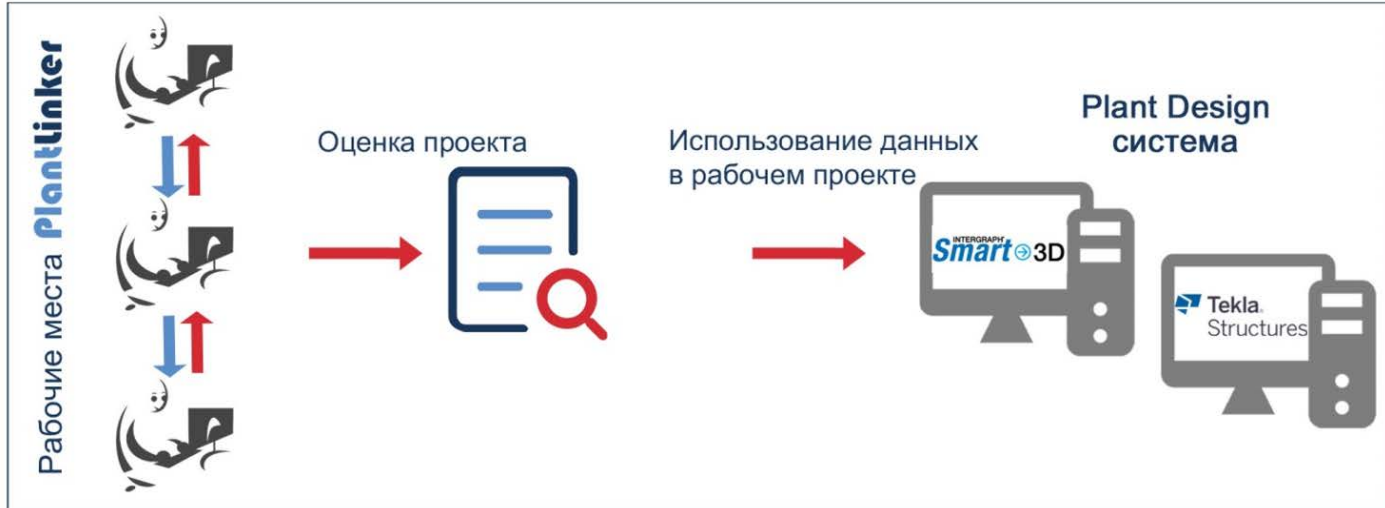 Рабочие места PlantLinker
Оценка проекта
Использование данных
в рабочем проекте
Plant Design
система
INTERGRAPH
Smart 3D
Tekla.
Structures